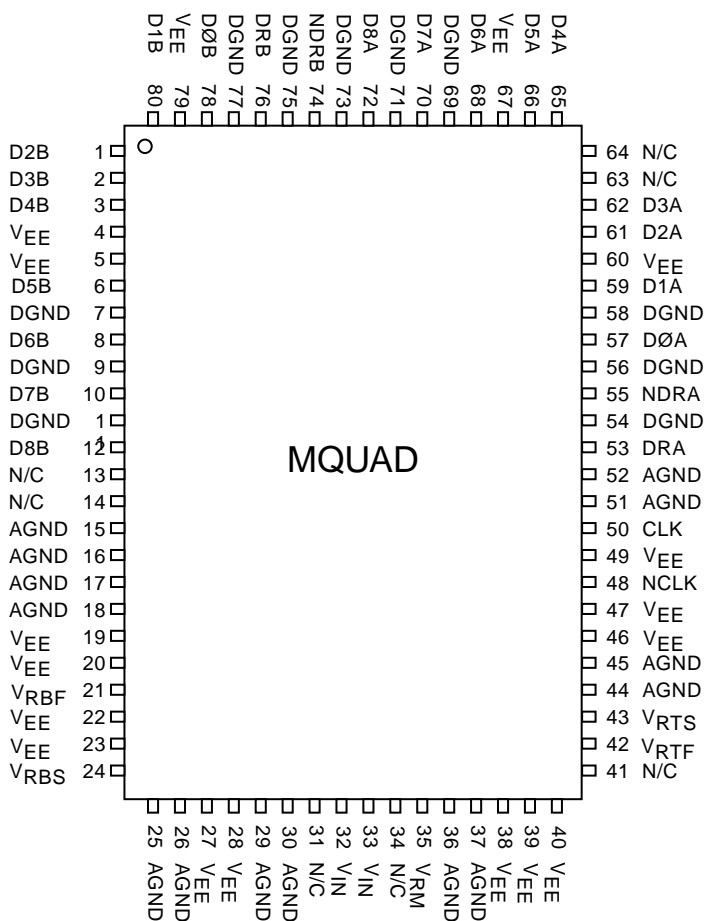 D1B 80
VEE 79
DØB 78
DGND 77
DRB 76
DGND 75
NDRB 74
DGND 73
D8A 72
DGND 71
D7A 70
DGND 69
D6A 68
VEE 67
D5A 66
D4A 65
D2B 1
D3B 2
D4B 3
VEE 4
VEE 5
D5B 6
DGND 7
D6B 8
DGND 9
D7B 10
DGND 11
D8B 12
N/C 13
N/C 14
AGND 15
AGND 16
AGND 17
AGND 18
VEE 19
VEE 20
VRBF 21
VEE 22
VEE 23
VRBS 24
MQUAD
64 N/C
63 N/C
62 D3A
61 D2A
60 VEE
59 D1A
58 DGND
57 DØA
56 DGND
55 NDRA
54 DGND
53 DRA
52 AGND
51 AGND
50 CLK
49 VEE
48 NCLK
47 VEE
46 VEE
45 AGND
44 AGND
43 VRTS
42 VRTF
41 N/C
25 AGND
26 AGND
27 VEE
28 VEE
29 AGND
30 AGND
31 N/C
32 VIN
33 VIN
34 N/C
35 VRM
36 AGND
37 AGND
38 VEE
39 VEE
40 VEE